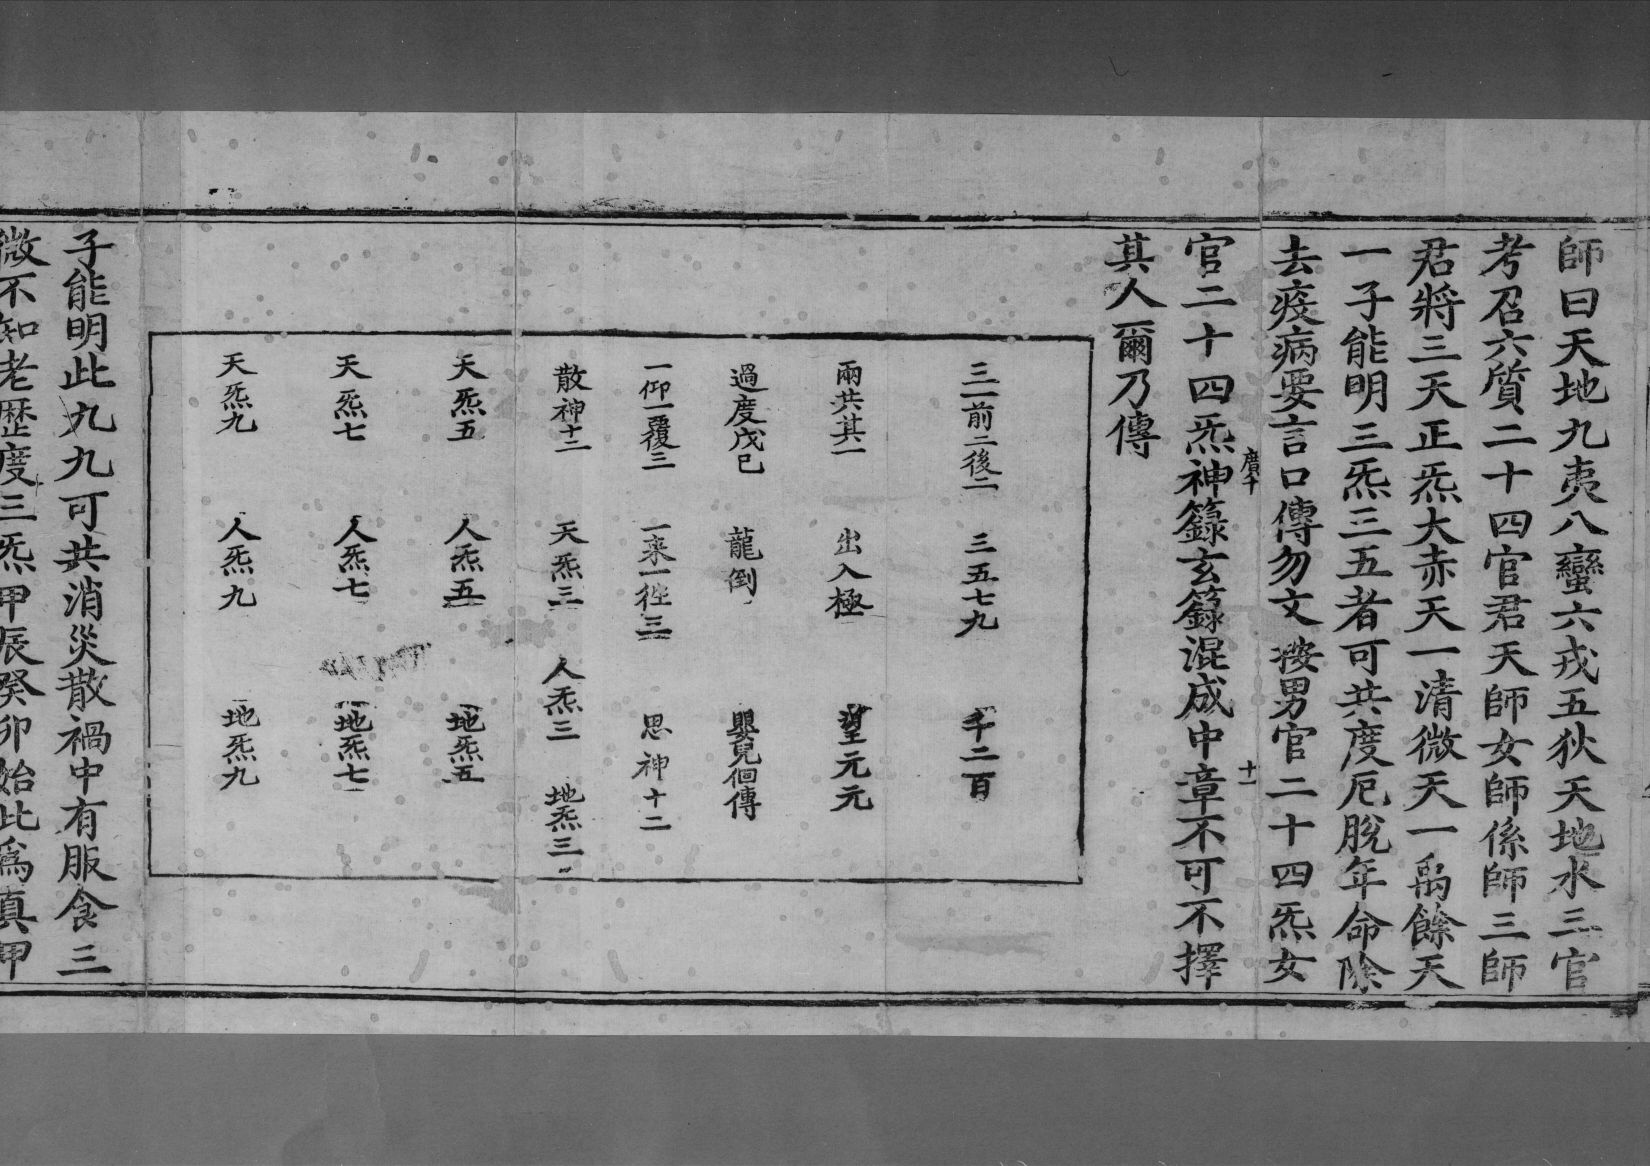 師曰天地九夷八蠻六戎五狄天地水三官
考召六質二十四官君天師女師係師三師
君將三天正炁大赤天一清微天一禹餘天
一子能明三炁三五者可共度厄脫年命除
去疫病要言口傳勿文按男官二十四炁女
廣十 十一
官二十四炁神籙玄籙混成中章不可不擇
其人爾乃傳
三一前二後二 三五七九 千二百
兩共其一 出入極 望元元
過度戊己 龍倒 嬰兒佪傳
一仰一覆三 一来一往三 思神十二
散神十二 天炁三 人炁三 地炁三
天炁五 人炁五 地炁五
天炁七 人炁七 地炁七
天炁九 人炁九 地炁九
子能明此九九可共消災散禍中有服食三
微不知老歷度三炁甲辰癸卯始此爲真甲